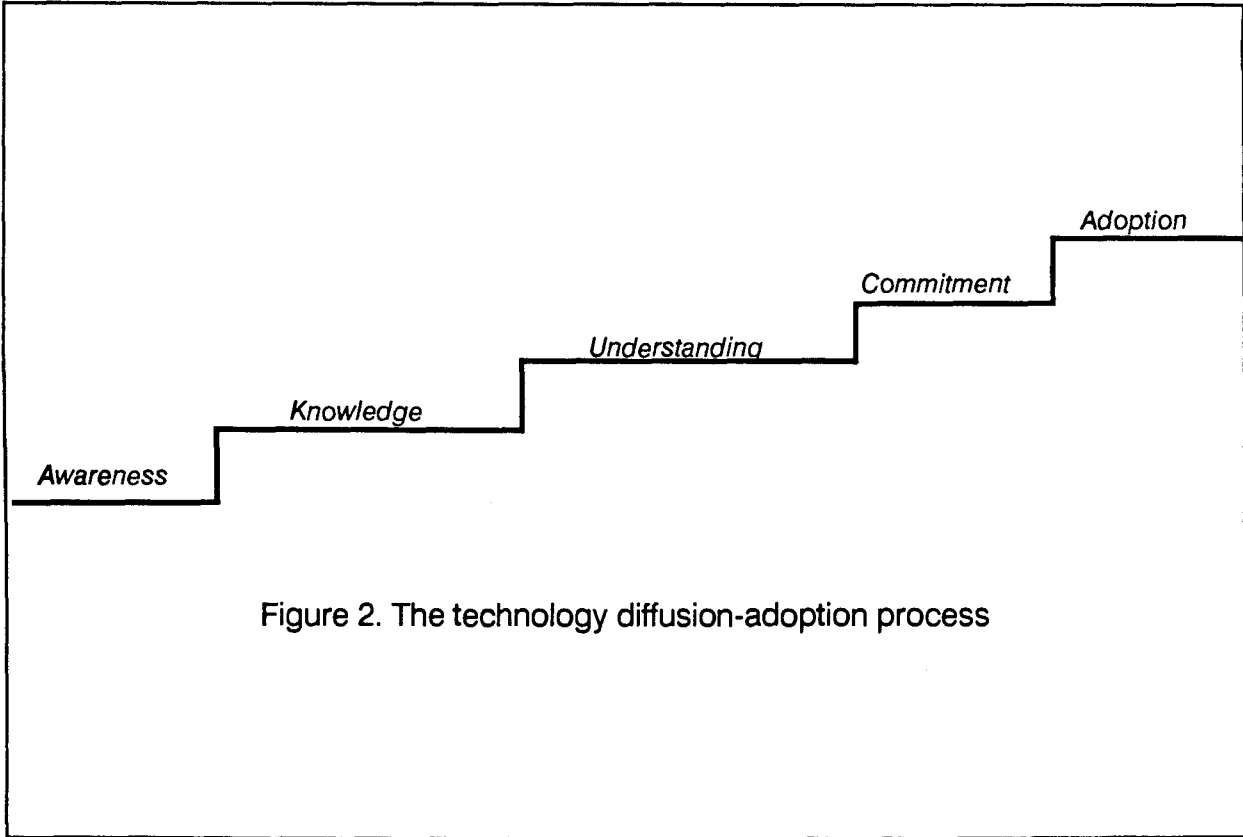 Adoption
Commitment
Understanding
Knowledge
Awareness
Figure 2. The technology diffusion-adoption process